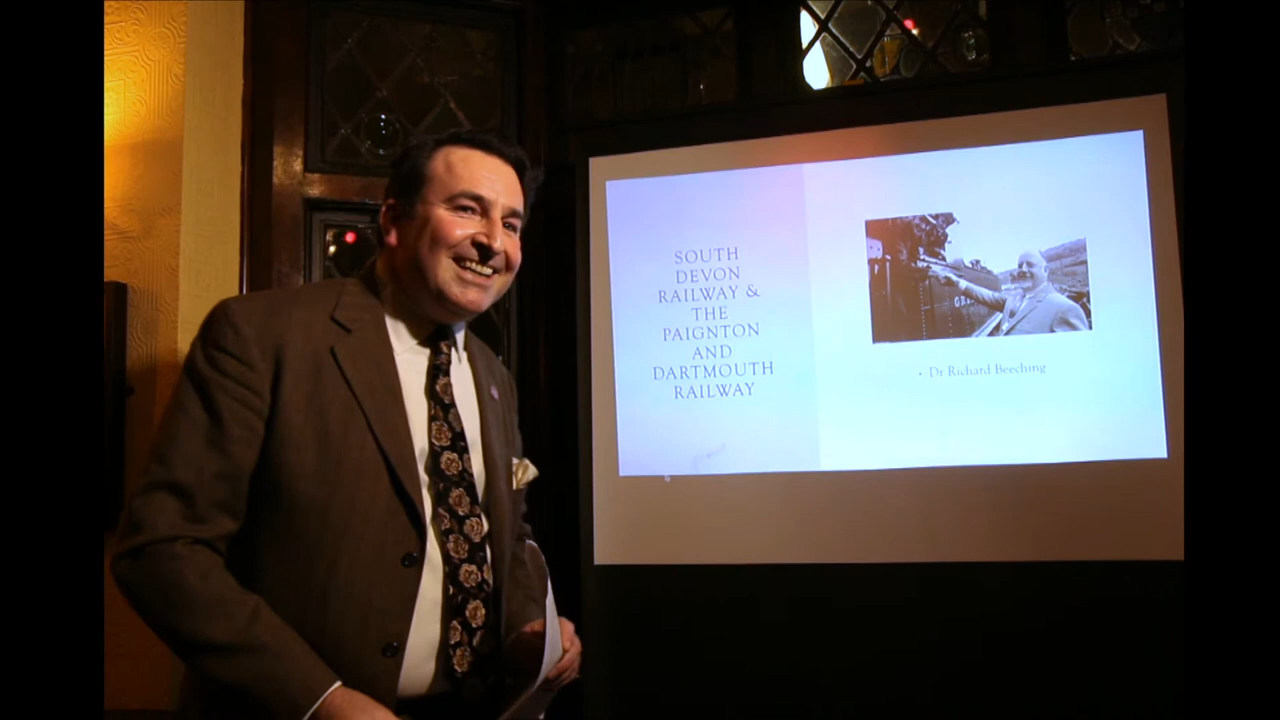 SOUTH
DEVON
RAILWAY &
THE
PAIGNTON
AND
DARTMOUTH
RAILWAY
• Dr Richard Beeching